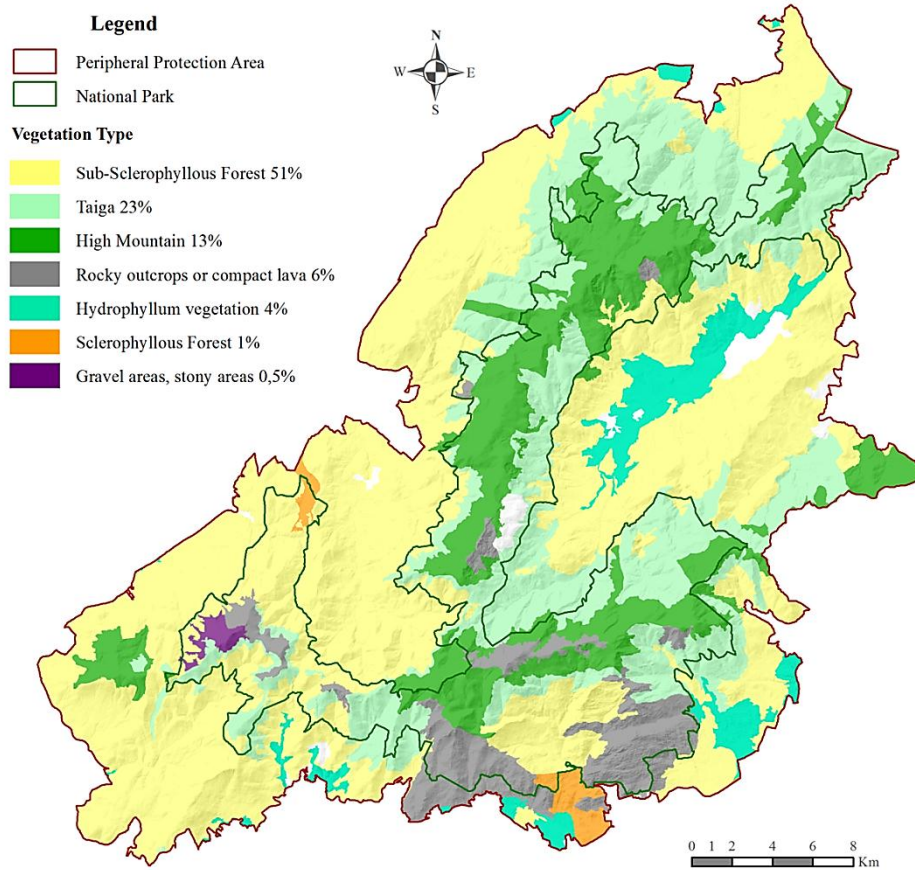 Legend
Peripheral Protection Area
National Park
Vegetation Type
Sub-Sclerophyllous Forest 51%
Taiga 23%
High Mountain 13%
Rocky outcrops or compact lava 6%
Hydrophyllum vegetation 4%
Sclerophyllous Forest 1%
Gravel areas, stony areas 0,5%
N
W E
S
0 1 2 4 6 8
Km